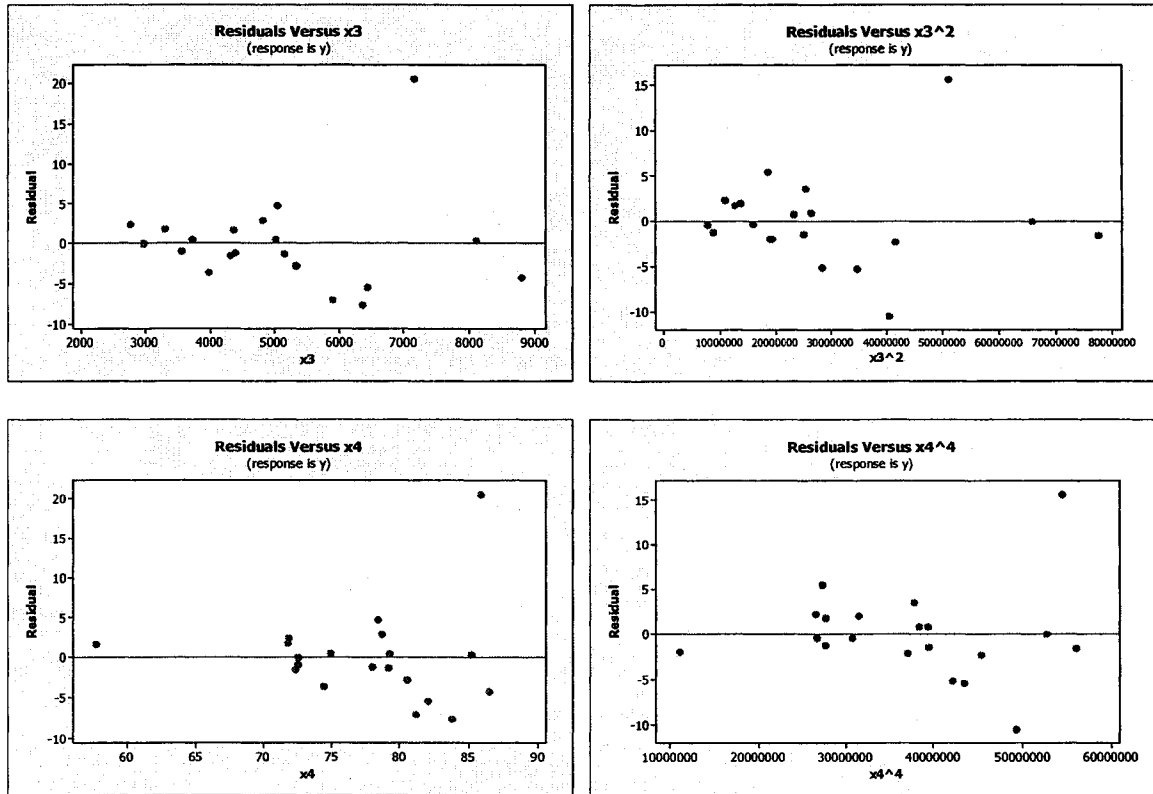 Residuals Versus x3
(response is y)
20
15
10
5
0
-5
-10
Residual
2000 3000 4000 5000 6000 7000 8000 9000
x3
Residuals Versus x3^2
(response is y)
15
10
5
0
-5
-10
Residual
0 10000000 20000000 30000000 40000000 50000000 60000000 70000000 80000000
x3^2
Residuals Versus x4
(response is y)
20
15
10
5
0
-5
-10
Residual
60 65 70 75 80 85 90
x4
Residuals Versus x4^4
(response is y)
15
10
5
0
-5
-10
Residual
10000000 20000000 30000000 40000000 50000000 60000000
x4^4